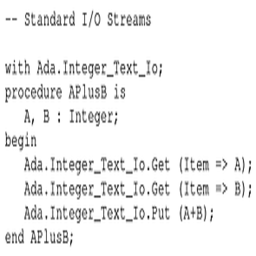 -- Standard I/O Streams

with Ada.Integer_Text_Io;
procedure APlusB is
   A, B : Integer;
begin
   Ada.Integer_Text_Io.Get (Item => A);
   Ada.Integer_Text_Io.Get (Item => B);
   Ada.Integer_Text_Io.Put (A+B);
end APlusB;